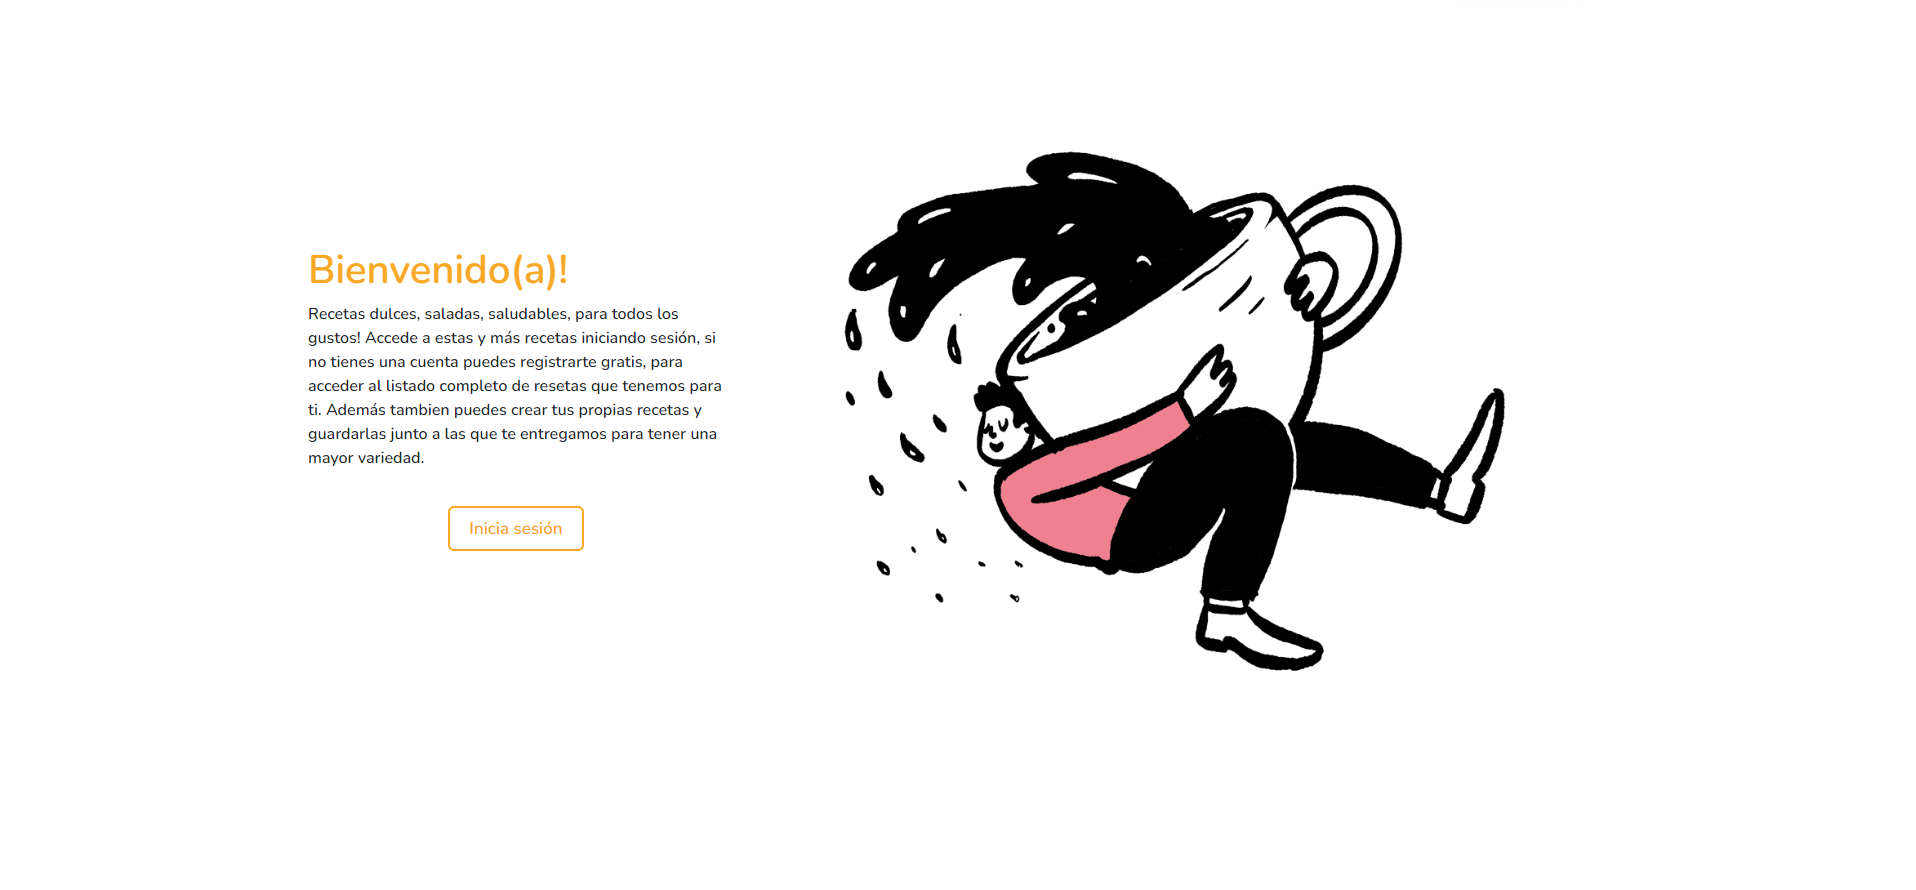 Bienvenido(a)!
Recetas dulces, saladas, saludables, para todos los
gustos! Accede a estas y más recetas iniciando sesión, si
no tienes una cuenta puedes registrarte gratis, para
acceder al listado completo de resetas que tenemos para
ti. Además tambien puedes crear tus propias recetas y
guardarlas junto a las que te entregamos para tener una
mayor variedad.
Inicia sesión